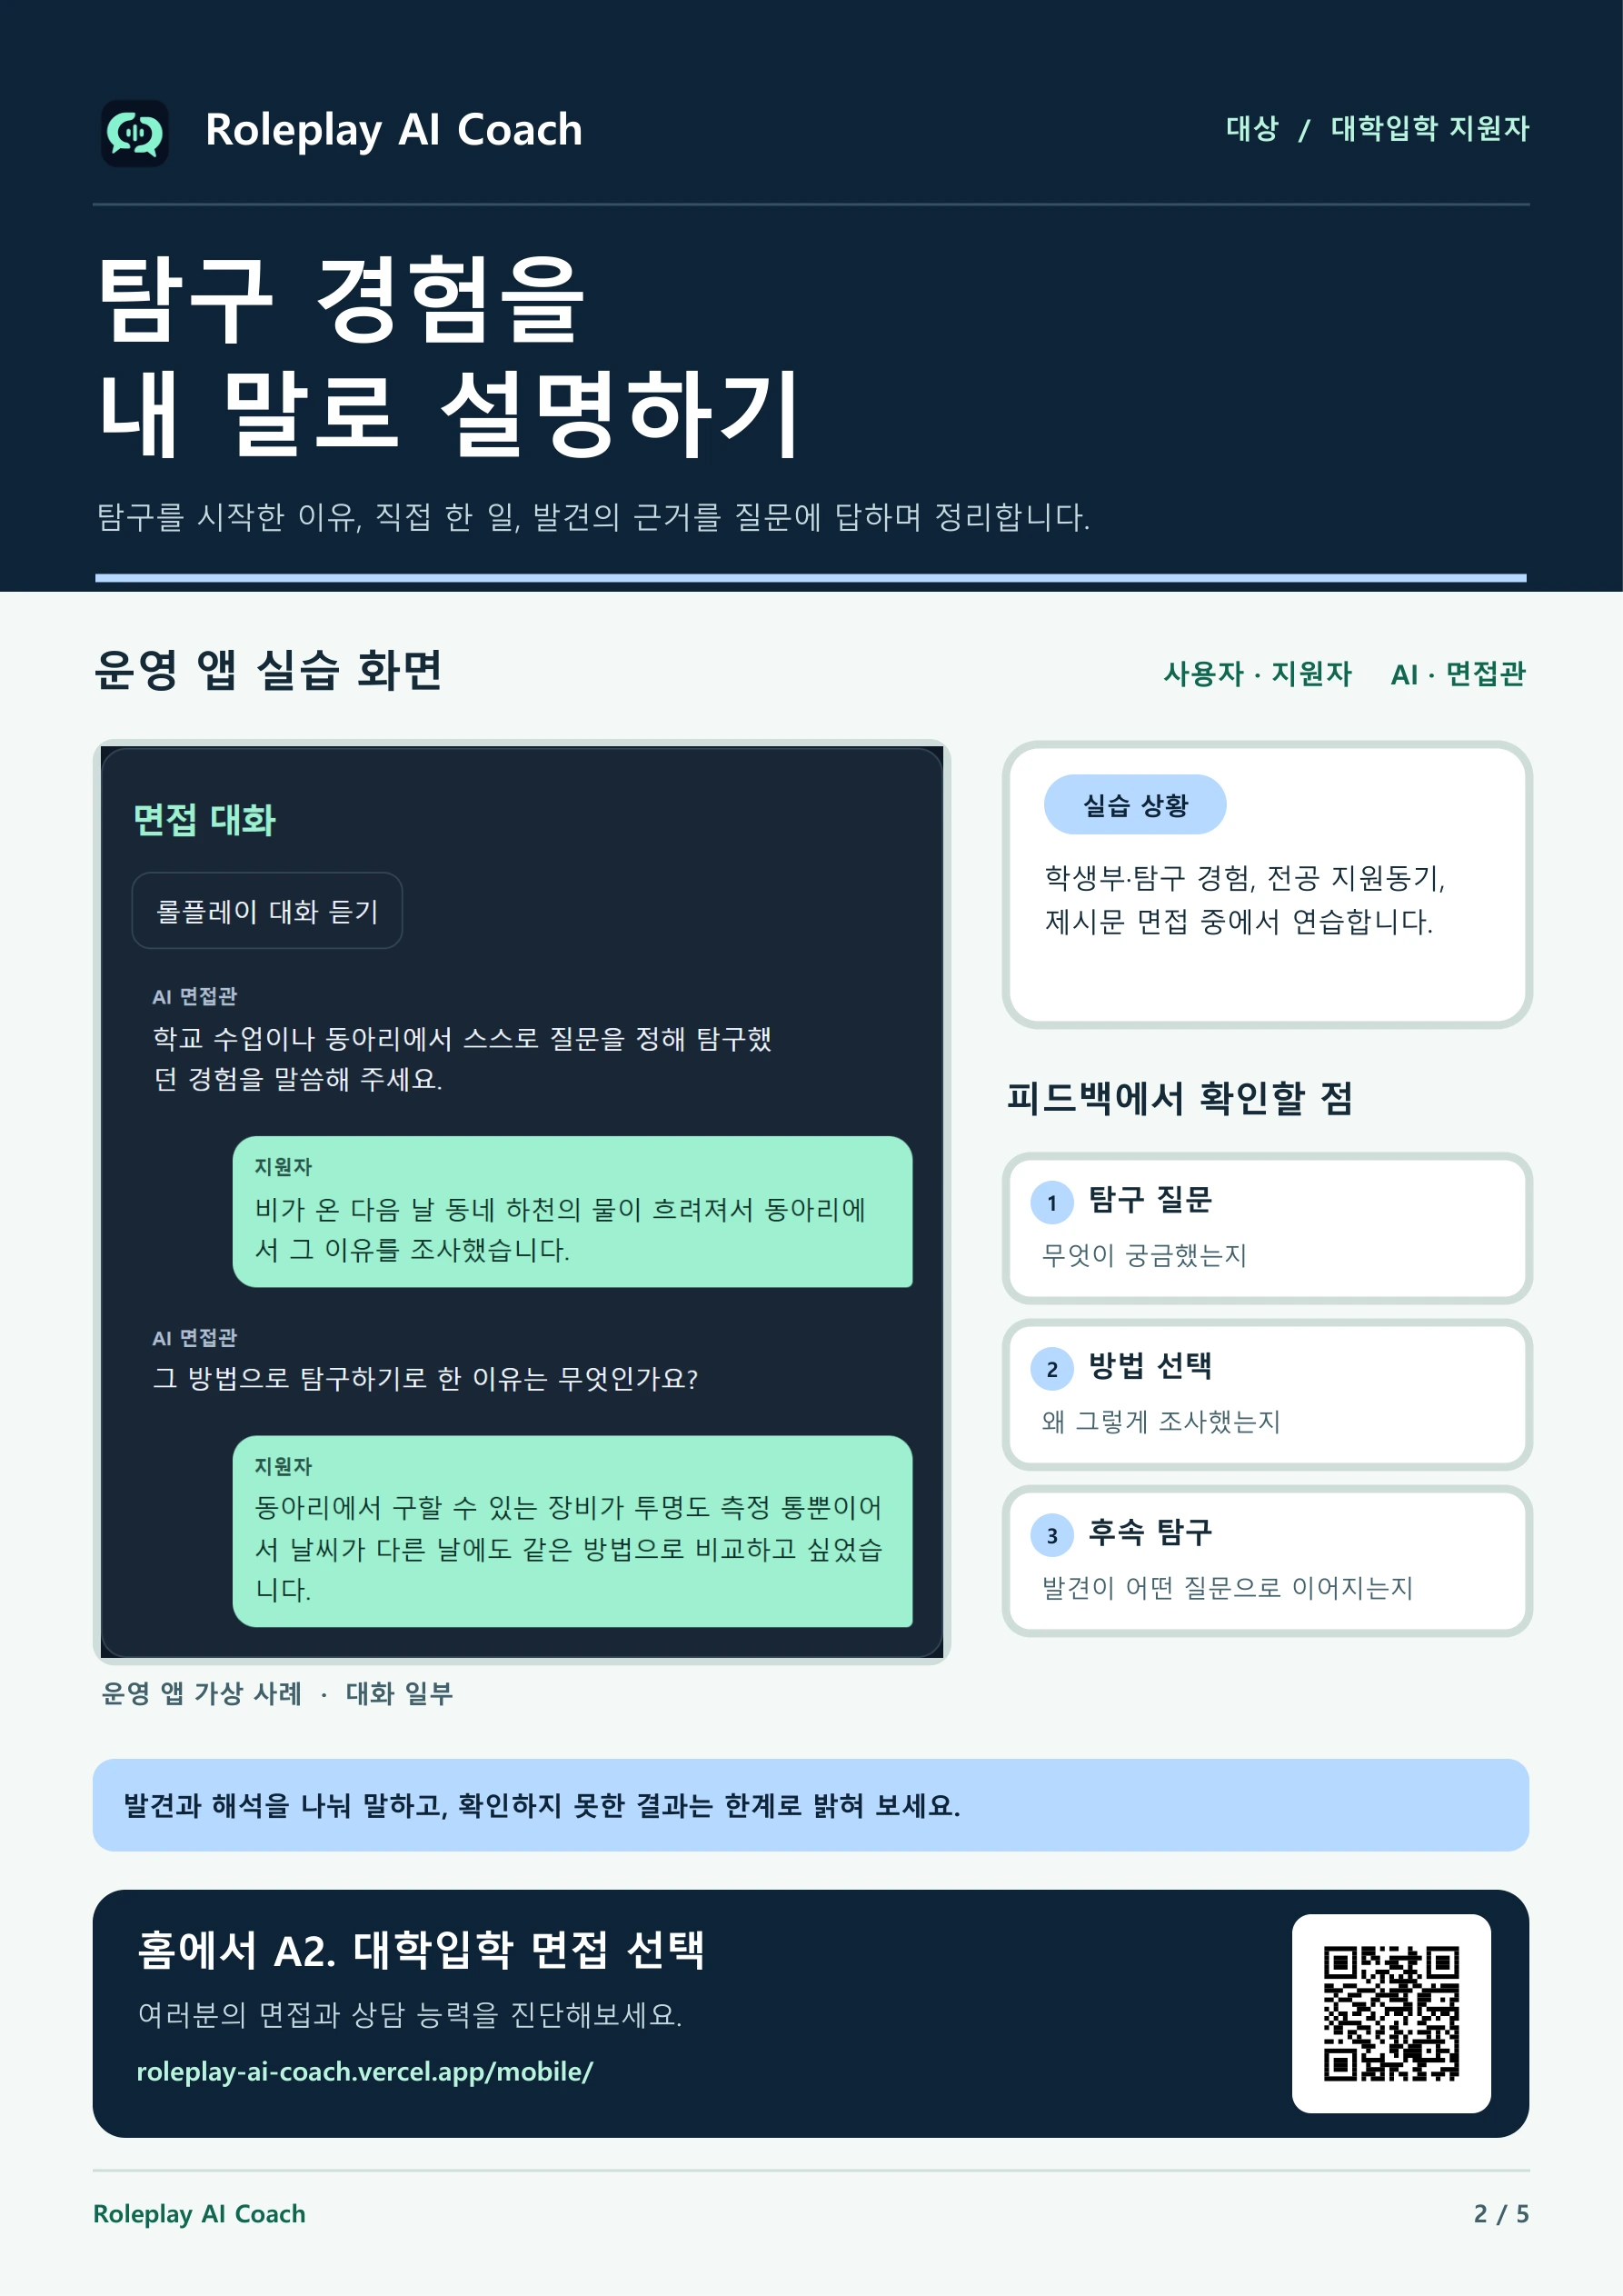 Roleplay AI Coach
대상 / 대학입학 지원자
탐구 경험을
내 말로 설명하기
탐구를 시작한 이유, 직접 한 일, 발견의 근거를 질문에 답하며 정리합니다.
운영 앱 실습 화면
사용자 · 지원자 AI · 면접관
면접 대화
롤플레이 대화 듣기
AI 면접관
학교 수업이나 동아리에서 스스로 질문을 정해 탐구했
던 경험을 말씀해 주세요.
지원자
비가 온 다음 날 동네 하천의 물이 흐려져서 동아리에
서 그 이유를 조사했습니다.
AI 면접관
그 방법으로 탐구하기로 한 이유는 무엇인가요?
지원자
동아리에서 구할 수 있는 장비가 투명도 측정 통뿐이어
서 날씨가 다른 날에도 같은 방법으로 비교하고 싶었습
니다.
운영 앱 가상 사례 · 대화 일부
실습 상황
학생부·탐구 경험, 전공 지원동기,
제시문 면접 중에서 연습합니다.
피드백에서 확인할 점
1 탐구 질문
무엇이 궁금했는지
2 방법 선택
왜 그렇게 조사했는지
3 후속 탐구
발견이 어떤 질문으로 이어지는지
발견과 해석을 나눠 말하고, 확인하지 못한 결과는 한계로 밝혀 보세요.
홈에서 A2. 대학입학 면접 선택
여러분의 면접과 상담 능력을 진단해보세요.
roleplay-ai-coach.vercel.app/mobile/
Roleplay AI Coach
2 / 5